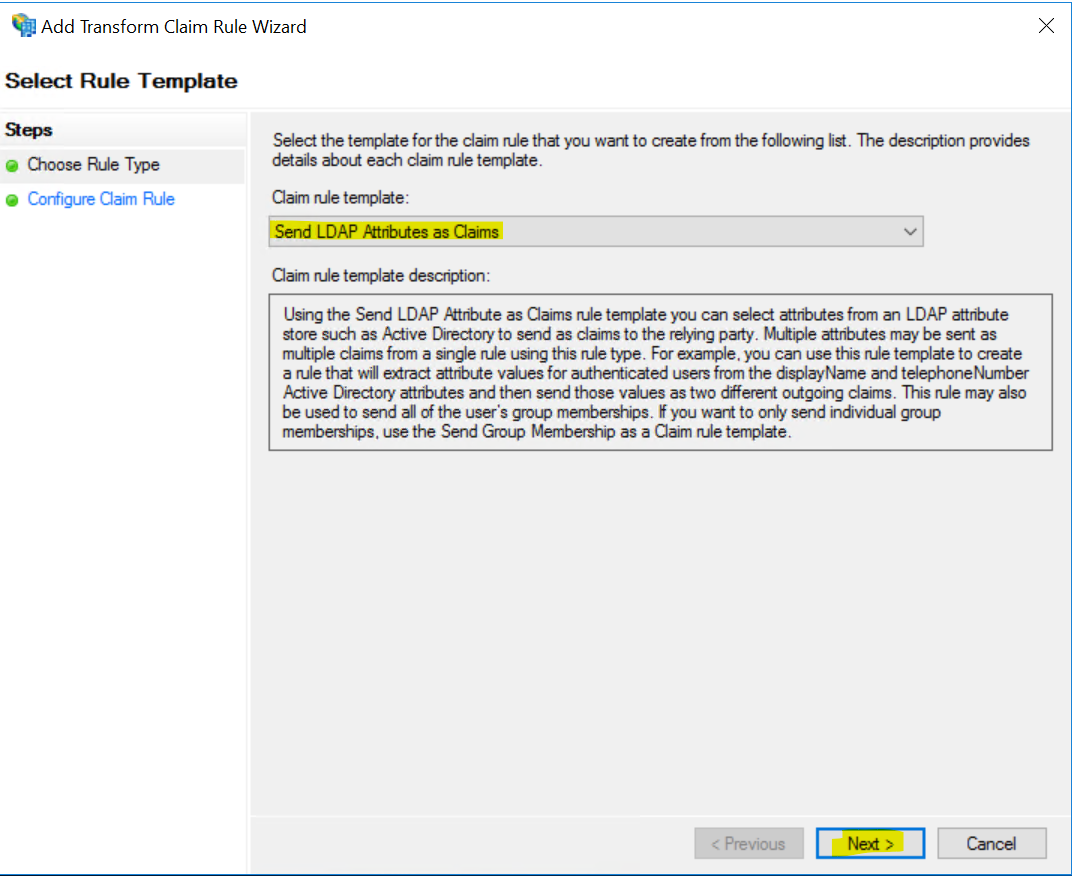 Add Transform Claim Rule Wizard
Select Rule Template
Steps
Choose Rule Type
Configure Claim Rule
Select the template for the claim rule that you want to create from the following list. The description provides
details about each claim rule template.
Claim rule template:
Send LDAP Attributes as Claims
Claim rule template description:
Using the Send LDAP Attribute as Claims rule template you can select attributes from an LDAP attribute
store such as Active Directory to send as claims to the relying party. Multiple attributes may be sent as
multiple claims from a single rule using this rule type. For example, you can use this rule template to create
a rule that will extract attribute values for authenticated users from the displayName and telephoneNumber
Active Directory attributes and then send those values as two different outgoing claims. This rule may also
be used to send all of the user's group memberships. If you want to only send individual group
memberships, use the Send Group Membership as a Claim rule template.
< Previous
Next >
Cancel